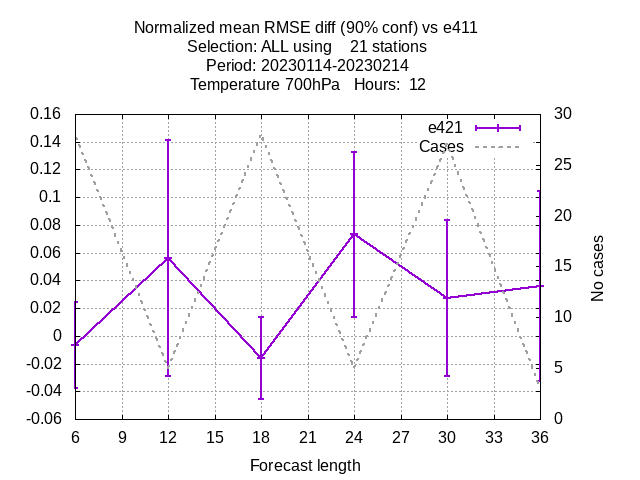 Normalized mean RMSE diff (90% conf) vs e411
Selection: ALL using 21 stations
Period: 20230114-20230214
Temperature 700hPa Hours: 12
0.16
0.14
0.12
0.1
0.08
0.06
0.04
0.02
0
-0.02
-0.04
-0.06
e421
Cases
30
25
20
15
10
5
0
No cases
6 9 12 15 18 21 24 27 30 33 36
Forecast length